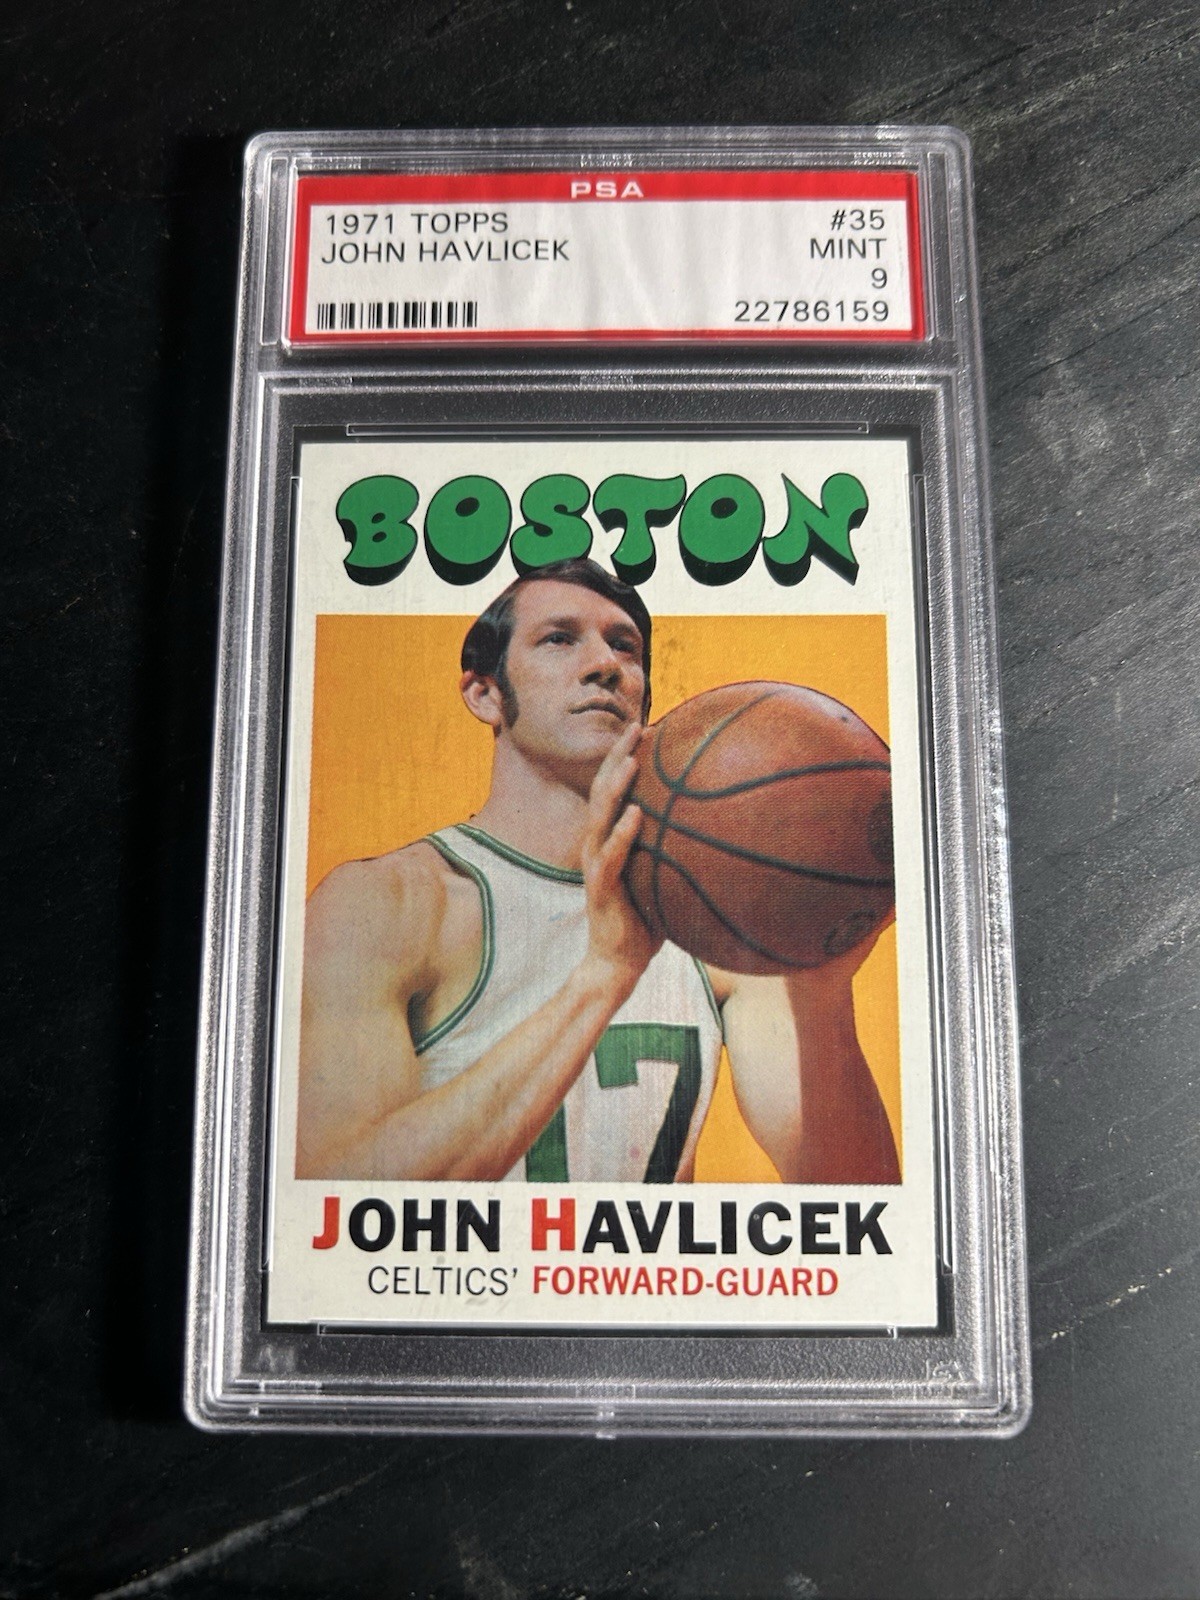 PSA
1971 TOPPS #35
JOHN HAVLICEK MINT
9
22786159
BOSTON
17
JOHN HAVLICEK
CELTICS' FORWARD-GUARD